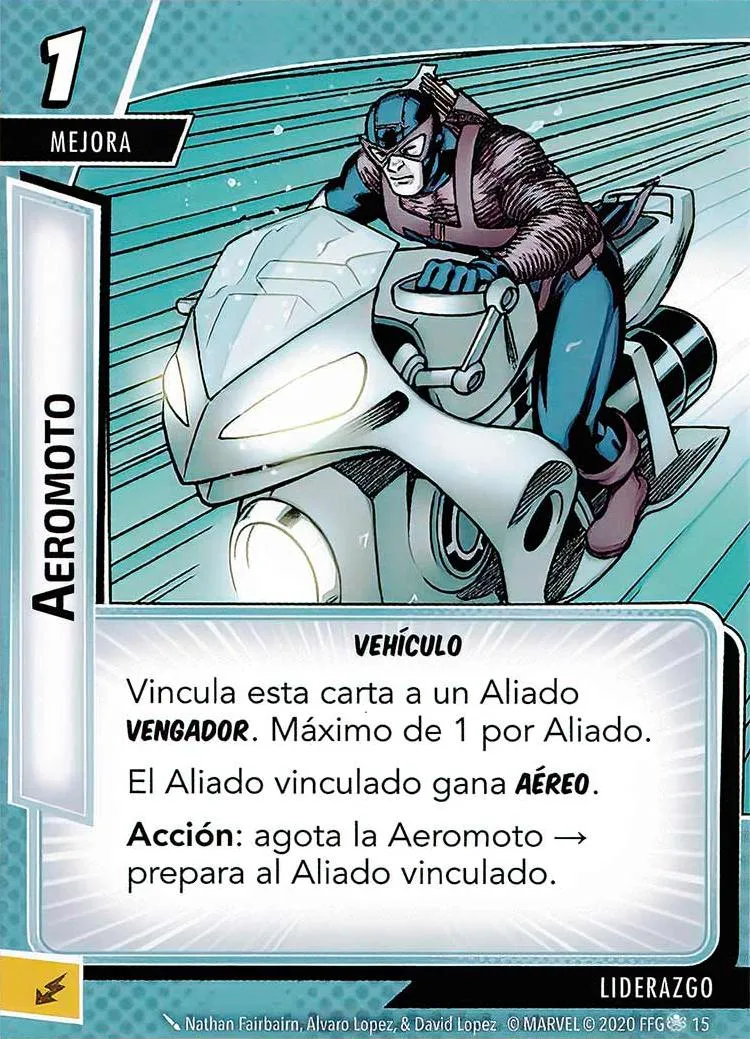 1
MEJORA
AEROMOTO
VEHÍCULO
Vincula esta carta a un Aliado
VENGADOR. Máximo de 1 por Aliado.
El Aliado vinculado gana AÉREO.
Acción: agota la Aeromoto →
prepara al Aliado vinculado.
LIDERAZGO
Nathan Fairbairn, Alvaro Lopez, & David Lopez © MARVEL © 2020 FFG 15